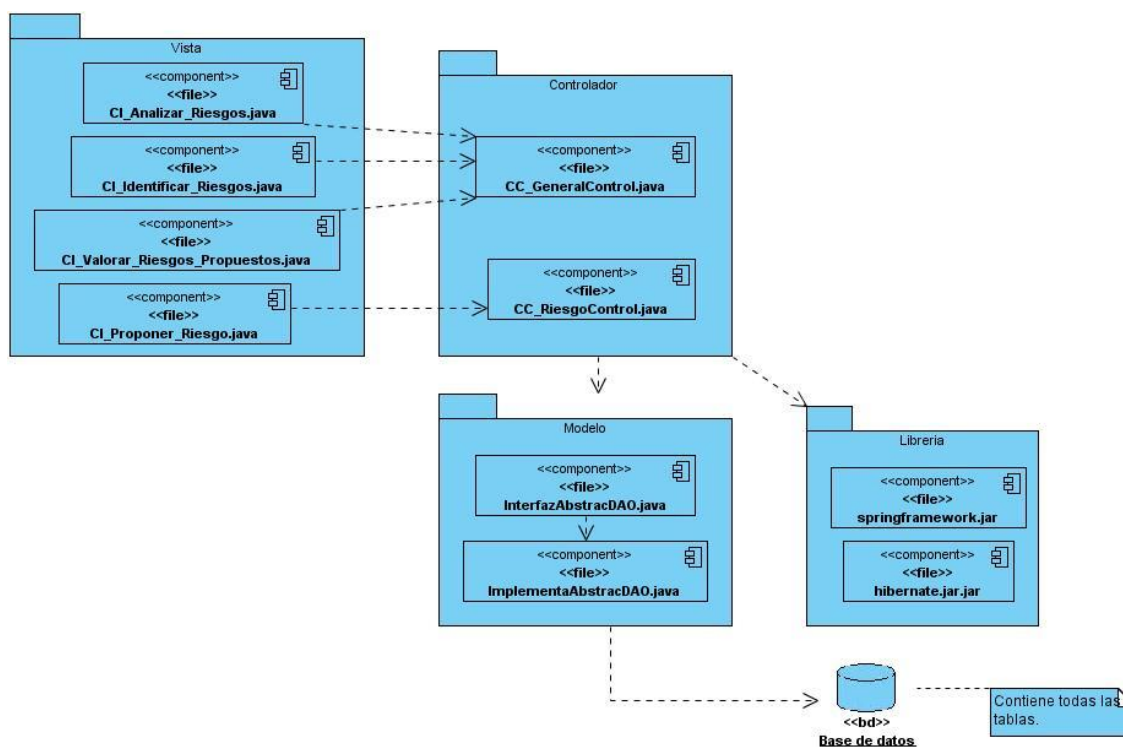 Vista
<<component>>
<<file>>
CI_Analizar_Riesgos.java
<<component>>
<<file>>
CI_Identificar_Riesgos.java
<<component>>
<<file>>
CI_Valorar_Riesgos_Propuestos.java
<<component>>
<<file>>
CI_Proponer_Riesgo.java
Controlador
<<component>>
<<file>>
CC_GeneralControl.java
<<component>>
<<file>>
CC_RiesgoControl.java
Modelo
<<component>>
<<file>>
InterfazAbstracDAO.java
<<component>>
<<file>>
ImplementaAbstracDAO.java
Librería
<<component>>
<<file>>
springframework.jar
<<component>>
<<file>>
hibernate.jar.jar
<<bd>>
Base de datos
Contiene todas las
tablas.